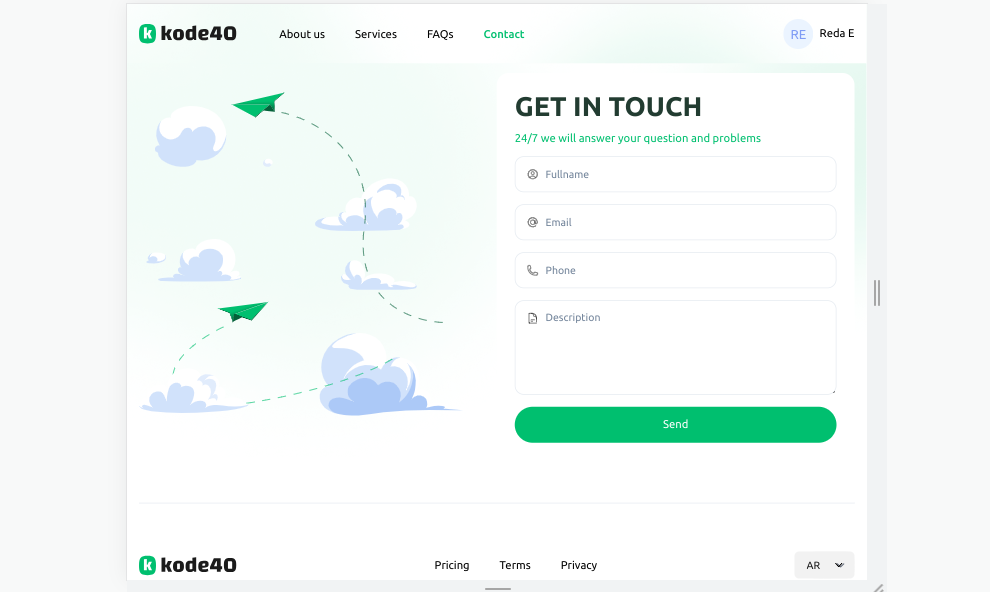 k kode40
About us
Services
FAQs
Contact
RE
Reda E
GET IN TOUCH
24/7 we will answer your question and problems
Fullname
Email
Phone
Description
Send
k kode40
Pricing
Terms
Privacy
AR